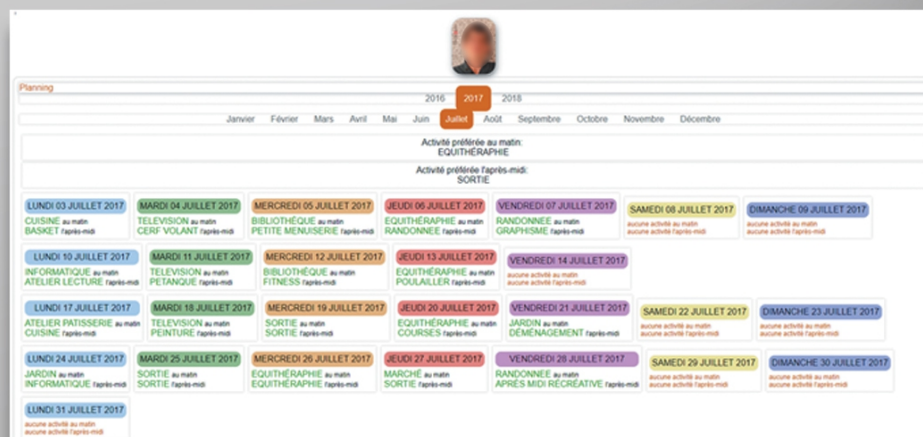 Planning
2016 2017 2018
Janvier Février Mars Avril Mai Juin Juillet Août Septembre Octobre Novembre Décembre
Activité préférée au matin:
EQUITHÉRAPHIE
Activité préférée l'après-midi:
SORTIE
LUNDI 03 JUILLET 2017 MARDI 04 JUILLET 2017 MERCREDI 05 JUILLET 2017 JEUDI 06 JUILLET 2017 VENDREDI 07 JUILLET 2017 SAMEDI 08 JUILLET 2017 DIMANCHE 09 JUILLET 2017
CUISINE au matin TELEVISION au matin BIBLIOTHÈQUE au matin EQUITHÉRAPHIE au matin RANDONNEE au matin aucune activité au matin aucune activité au matin
BASKET l'après-midi CERF VOLANT l'après-midi PETITE MENUISERIE l'après-midi RANDONNEE l'après-midi GRAPHISME l'après-midi aucune activité l'après-midi aucune activité l'après-midi
LUNDI 10 JUILLET 2017 MARDI 11 JUILLET 2017 MERCREDI 12 JUILLET 2017 JEUDI 13 JUILLET 2017 VENDREDI 14 JUILLET 2017
INFORMATIQUE au matin TELEVISION au matin BIBLIOTHÈQUE au matin EQUITHÉRAPHIE au matin aucune activité au matin
ATELIER LECTURE l'après-midi PETANQUE l'après-midi FITNESS l'après-midi POULAILLER l'après-midi aucune activité l'après-midi
LUNDI 17 JUILLET 2017 MARDI 18 JUILLET 2017 MERCREDI 19 JUILLET 2017 JEUDI 20 JUILLET 2017 VENDREDI 21 JUILLET 2017 SAMEDI 22 JUILLET 2017 DIMANCHE 23 JUILLET 2017
ATELIER PATISSERIE au matin TELEVISION au matin SORTIE au matin EQUITHÉRAPHIE au matin JARDIN au matin aucune activité au matin aucune activité au matin
CUISINE l'après-midi PEINTURE l'après-midi SORTIE l'après-midi COURSES l'après-midi DÉMENAGEMENT l'après-midi aucune activité l'après-midi aucune activité l'après-midi
LUNDI 24 JUILLET 2017 MARDI 25 JUILLET 2017 MERCREDI 26 JUILLET 2017 JEUDI 27 JUILLET 2017 VENDREDI 28 JUILLET 2017 SAMEDI 29 JUILLET 2017 DIMANCHE 30 JUILLET 2017
JARDIN au matin SORTIE au matin EQUITHÉRAPHIE au matin MARCHÉ au matin RANDONNEE au matin aucune activité au matin aucune activité au matin
INFORMATIQUE l'après-midi SORTIE l'après-midi EQUITHÉRAPHIE l'après-midi SORTIE l'après-midi APRÈS MIDI RÉCRÉATIVE l'après-midi aucune activité l'après-midi aucune activité l'après-midi
LUNDI 31 JUILLET 2017
aucune activité au matin
aucune activité l'après-midi